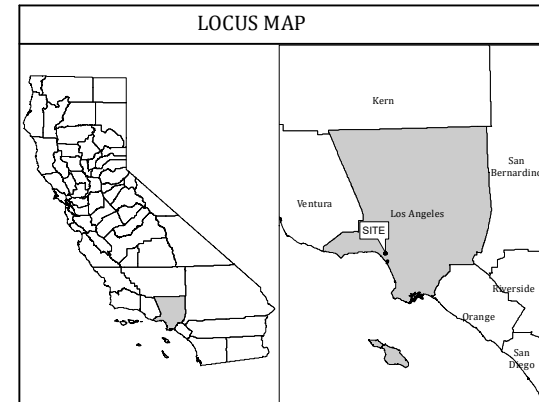 LOCUS MAP
Kern
San
Bernardino
Ventura
Los Angeles
SITE
Riverside
Orange
San
Diego